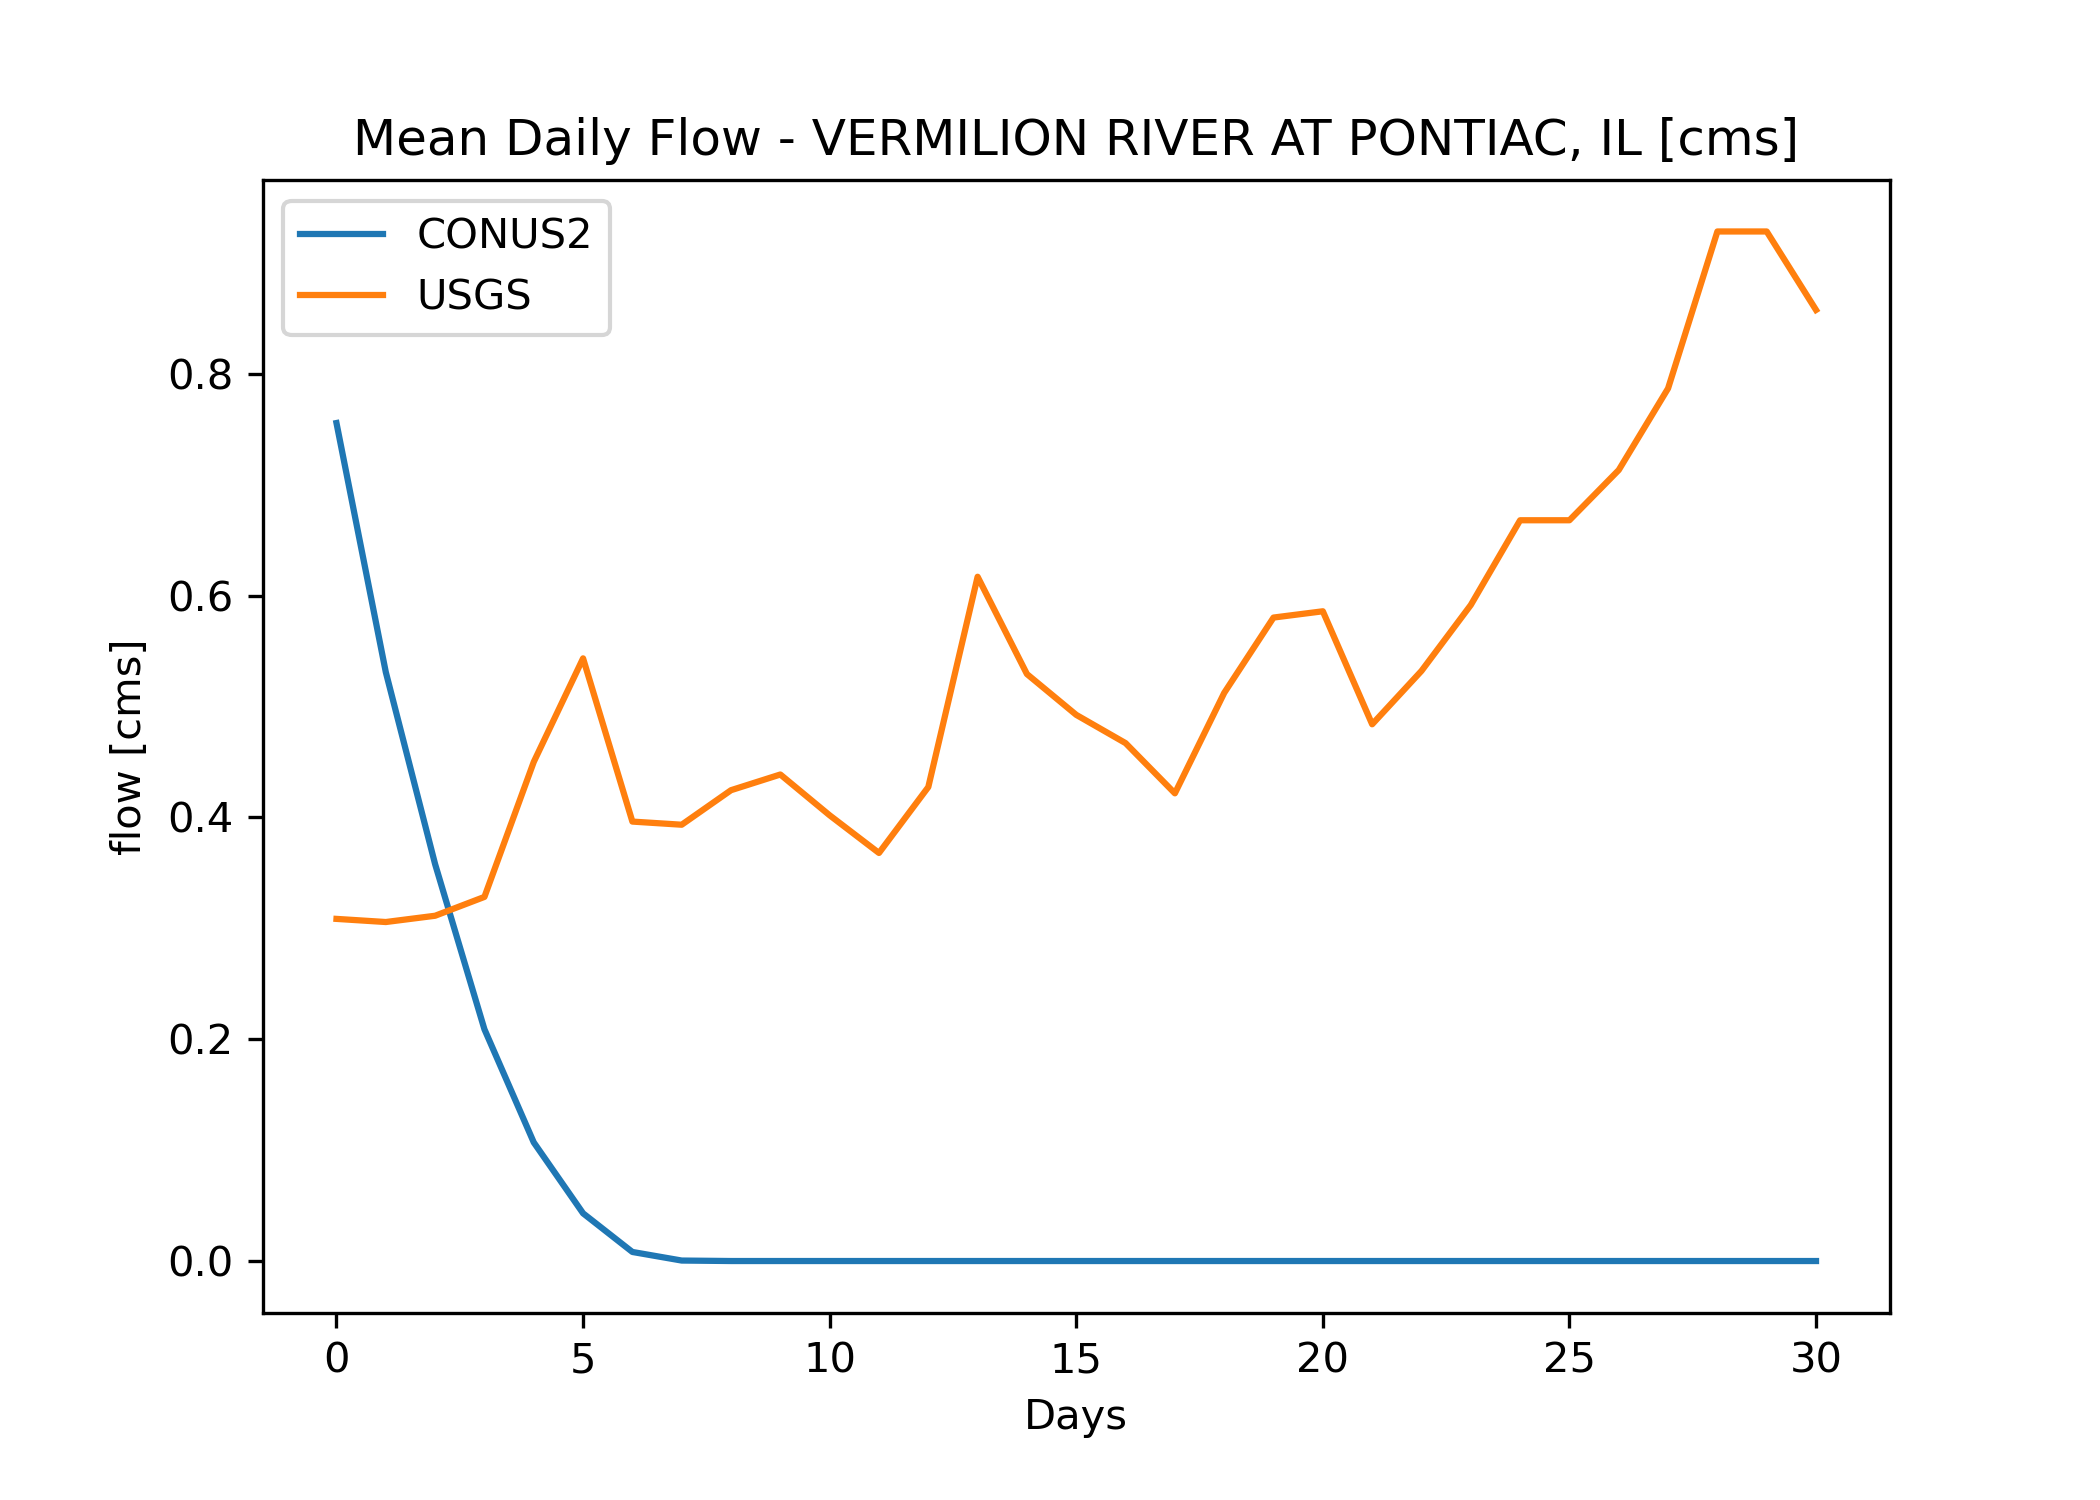 Mean Daily Flow - VERMILION RIVER AT PONTIAC, IL [cms]
CONUS2
USGS
0.8
0.6
0.4
0.2
0.0
flow [cms]
0 5 10 15 20 25 30
Days